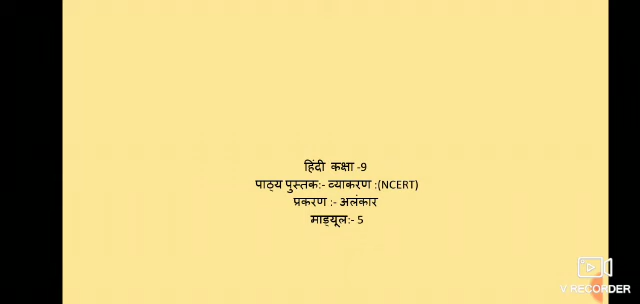 हिंदी कक्षा -9
पाठ्य पुस्तक:- व्याकरण :(NCERT)
प्रकरण :- अलंकार
माड्यूल:- 5
V RECORDER